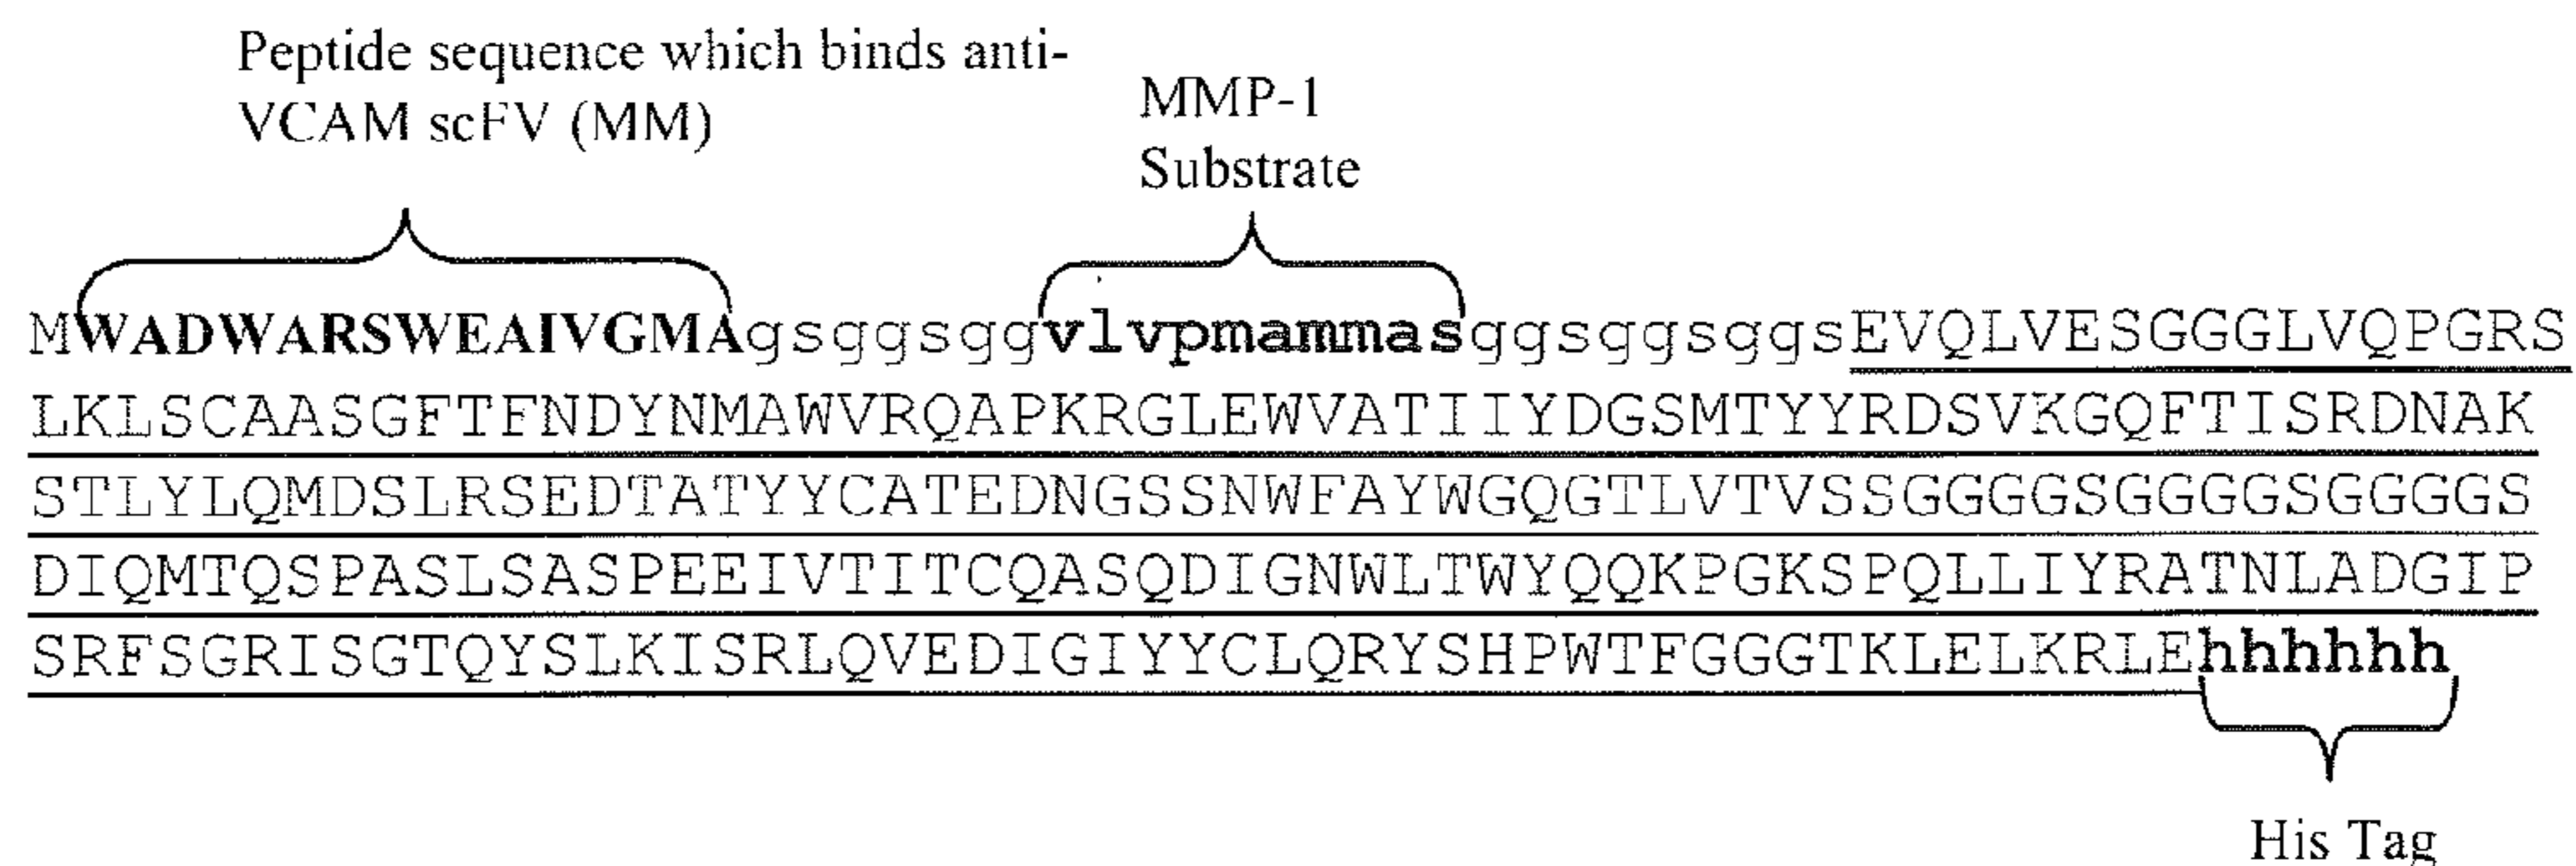 Peptide sequence which binds anti-
VCAM scFV (MM)
MMP-1
Substrate
MWADWARSWEAIVGMAgsggsggvlvpmammasggsggsggsEVQLVESGGGLVQPGRS
LKLSCAASGFTFNDYNMAWVRQAPKRGLEWVATIIYDGSMTYYRDSVKGQFTISRDNAK
STLYLQMDSLRSEDTATYYCATEDNGSSNWFAYWGQGTLVTVSSGGGGSGGGGSGGGGS
DIQMTQSPASLSASPEEIVTITCQASQDIGNWLTWYQQKPGKSPQLLIYRATNLADGIP
SRFSGRISGTQYSLKISRLQVEDIGIYYCLQRYSHPWTFGGGTKLELKRLEhhhhhh
His Tag